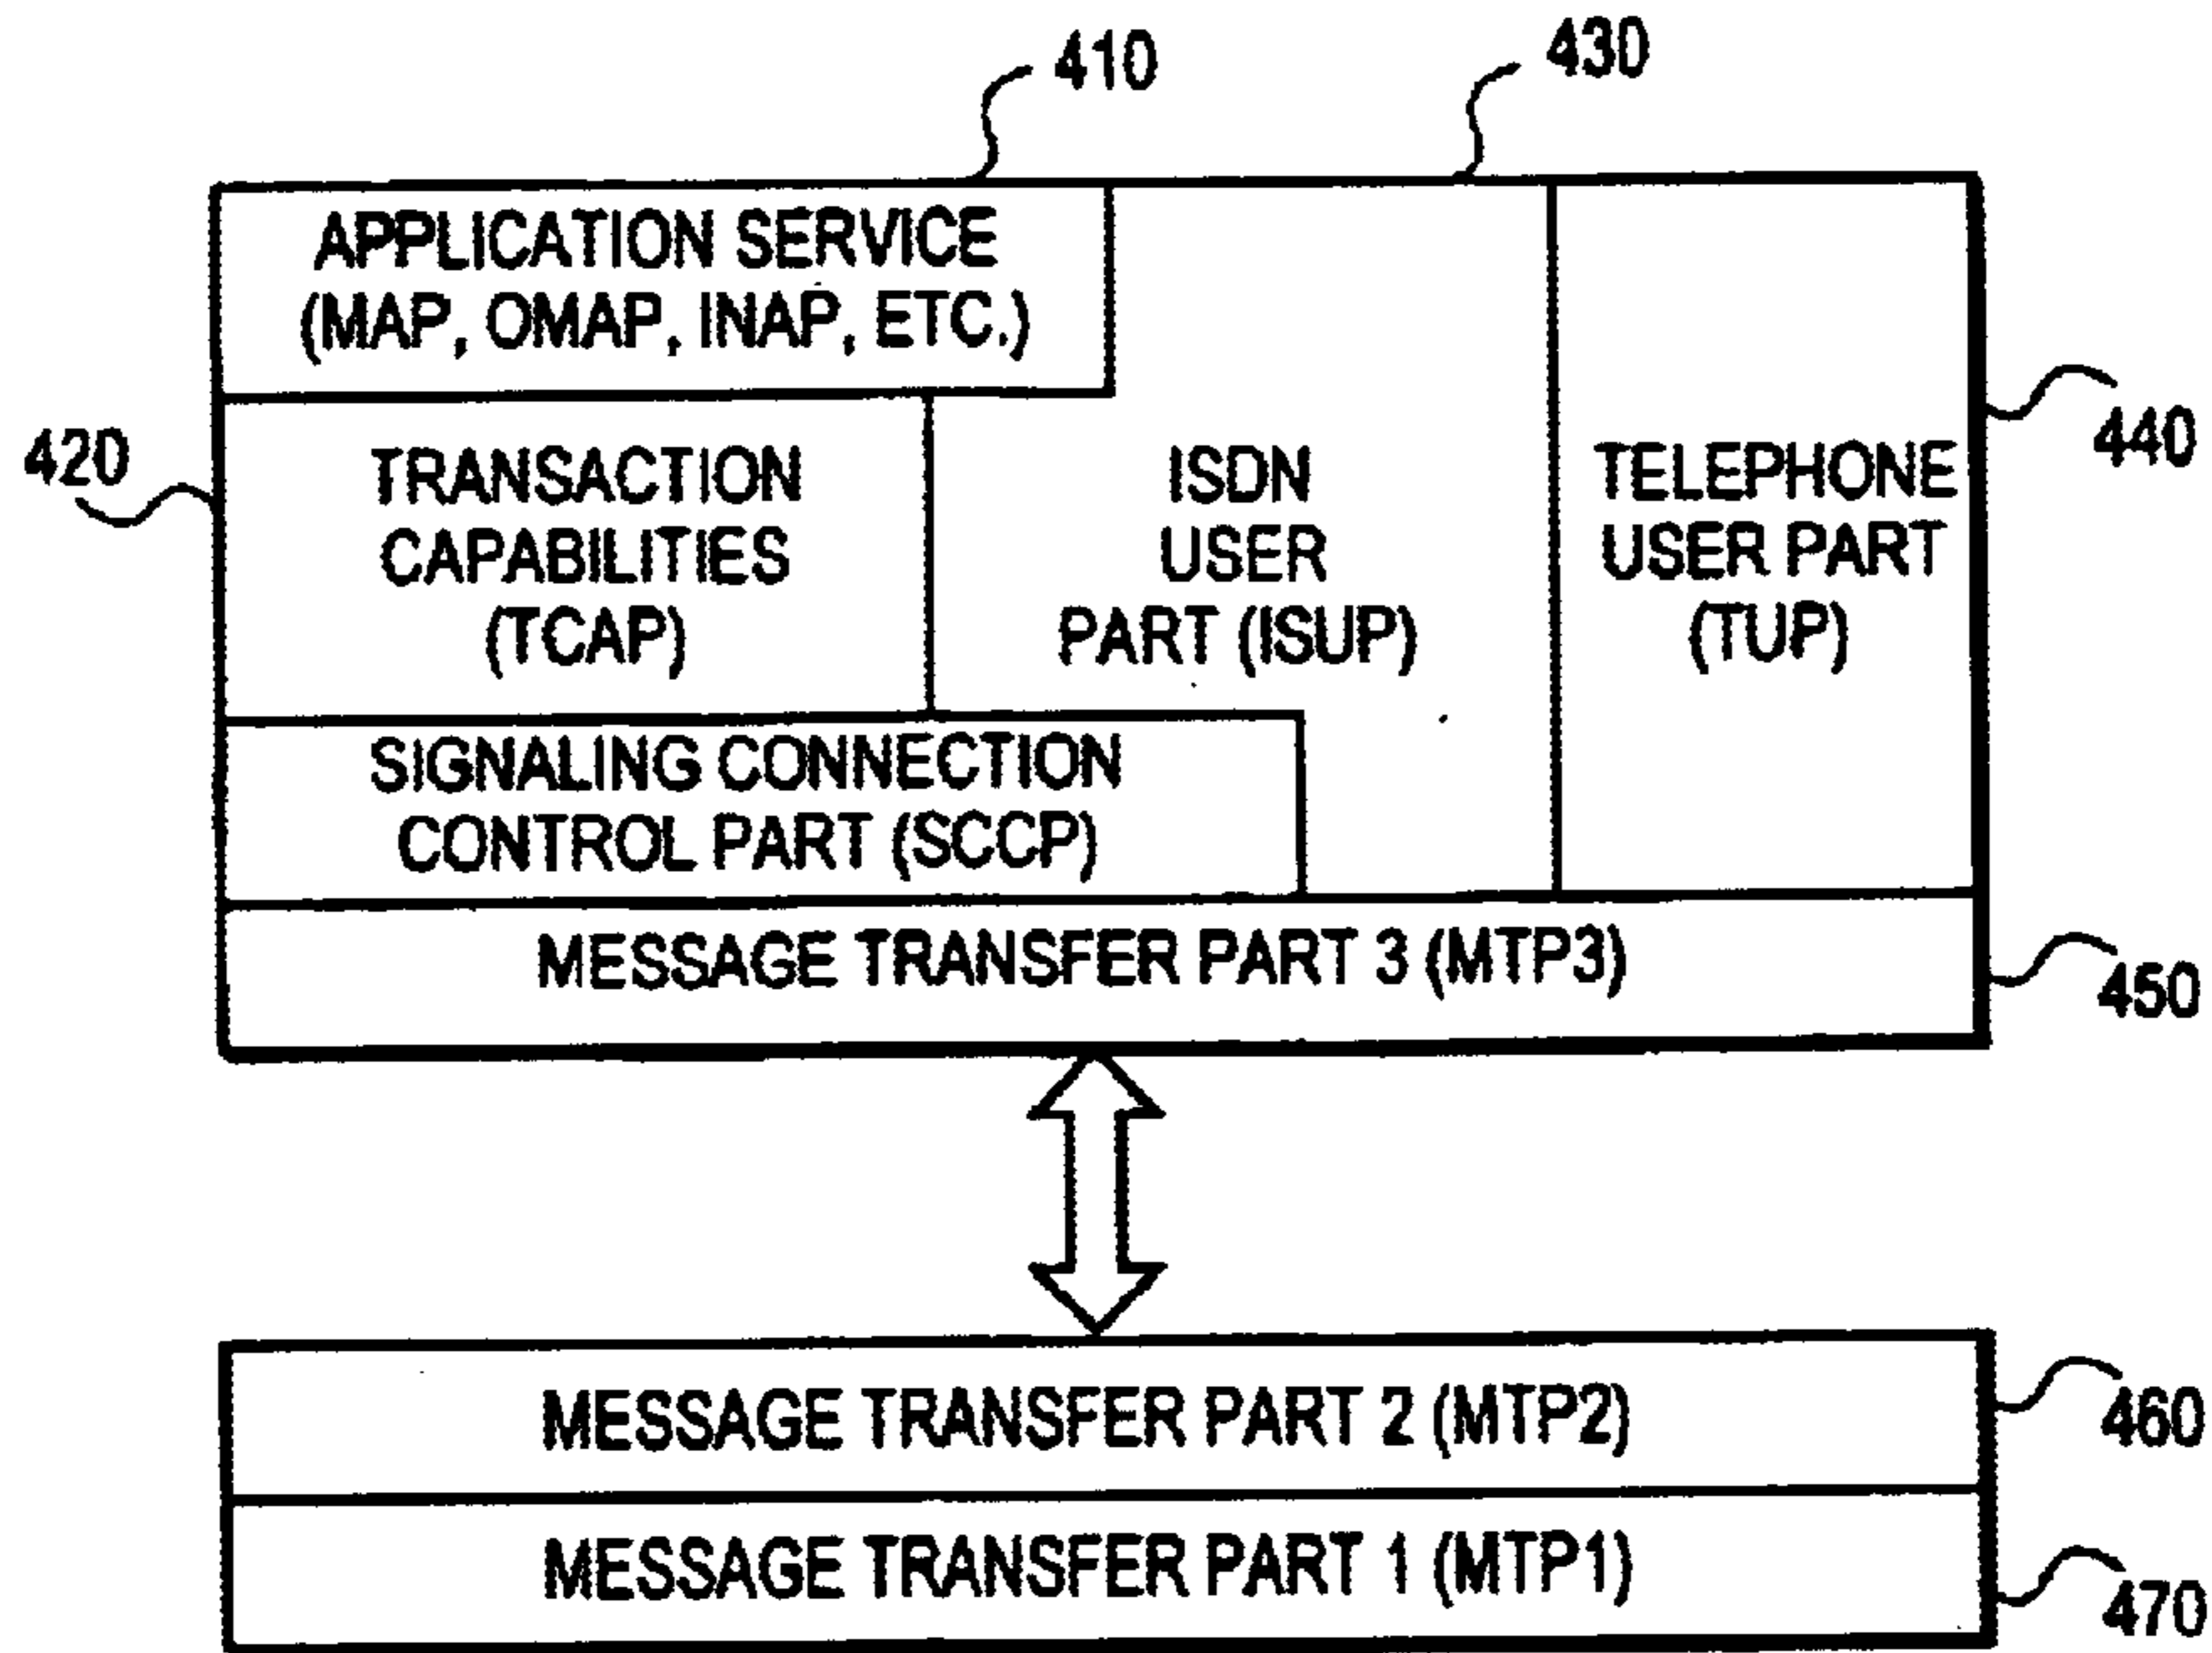 410
430
APPLICATION SERVICE
(MAP, OMAP, INAP, ETC.)
420
440
TRANSACTION
CAPABILITIES
(TCAP)
ISDN
USER
PART (ISUP)
TELEPHONE
USER PART
(TUP)
SIGNALING CONNECTION
CONTROL PART (SCCP)
MESSAGE TRANSFER PART 3 (MTP3)
450
MESSAGE TRANSFER PART 2 (MTP2)
460
MESSAGE TRANSFER PART 1 (MTP1)
470